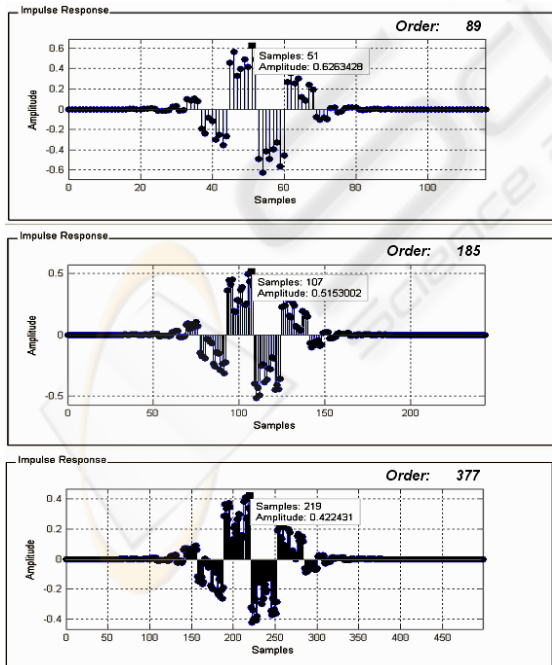 Impulse Response
Order: 89
0.6
0.4
0.2
0
-0.2
-0.4
-0.6
Amplitude
Samples: 51
Amplitude: 0.6263428
0 20 40 60 80 100
Samples
Impulse Response
Order: 185
0.5
0
-0.5
Amplitude
Samples: 107
Amplitude: 0.5153002
0 50 100 150 200
Samples
Impulse Response
Order: 377
0.4
0.2
0
-0.2
-0.4
Amplitude
Samples: 219
Amplitude: 0.422431
0 50 100 150 200 250 300 350 400 450
Samples
Science